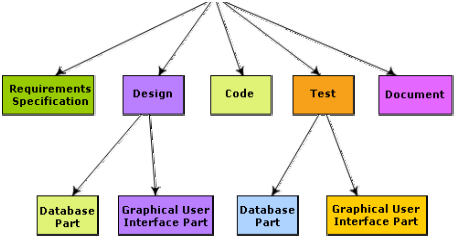 Requirements
Specification
Design
Code
Test
Document
Database
Part
Graphical User
Interface Part
Database
Part
Graphical User
Interface Part